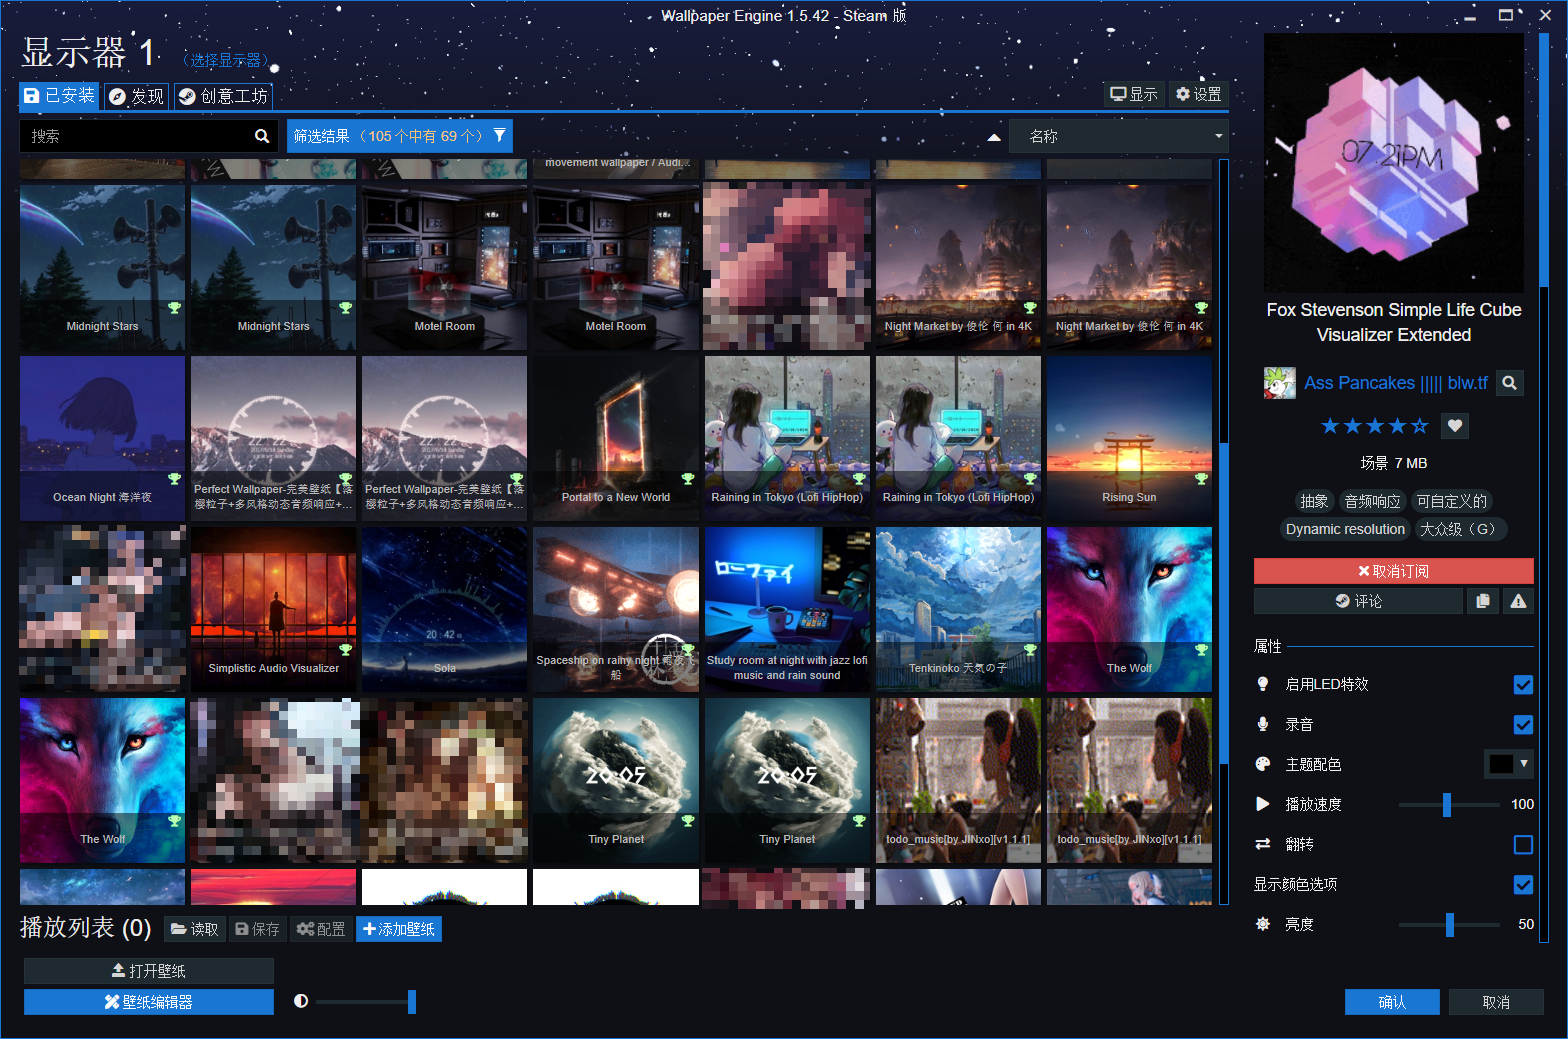 Wallpaper Engine 1.5.42 - Steam 版
显示器 1 （选择显示器）
已安装 发现 创意工坊 显示 设置
搜索 筛选结果 （105 个中有 69 个） 名称
movement wallpaper / Audi...
Midnight Stars Midnight Stars Motel Room Motel Room Night Market by 俊伦 何 in 4K Night Market by 俊伦 何 in 4K
Ocean Night 海洋夜
Perfect Wallpaper-完美壁纸【落
樱粒子+多风格动态音频响应+...
Perfect Wallpaper-完美壁纸【落
樱粒子+多风格动态音频响应+...
Portal to a New World Raining in Tokyo (Lofi HipHop) Raining in Tokyo (Lofi HipHop) Rising Sun
ローファイ
20:42
Simplistic Audio Visualizer Sola
Spaceship on rainy night 雨夜飞
船
Study room at night with jazz lofi
music and rain sound
Tenkinoko 天気の子 The Wolf
20:05 20:05
The Wolf Tiny Planet Tiny Planet todo_music[by JINxo][v1.1.1] todo_music[by JINxo][v1.1.1]
播放列表 (0) 读取 保存 配置 添加壁纸
打开壁纸
壁纸编辑器
07.21PM
Fox Stevenson Simple Life Cube
Visualizer Extended
Ass Pancakes ||||| blw.tf
场景 7 MB
抽象 音频响应 可自定义的
Dynamic resolution 大众级（G）
取消订阅
评论
属性
启用LED特效
录音
主题配色
播放速度 100
翻转
显示颜色选项
亮度 50
确认 取消